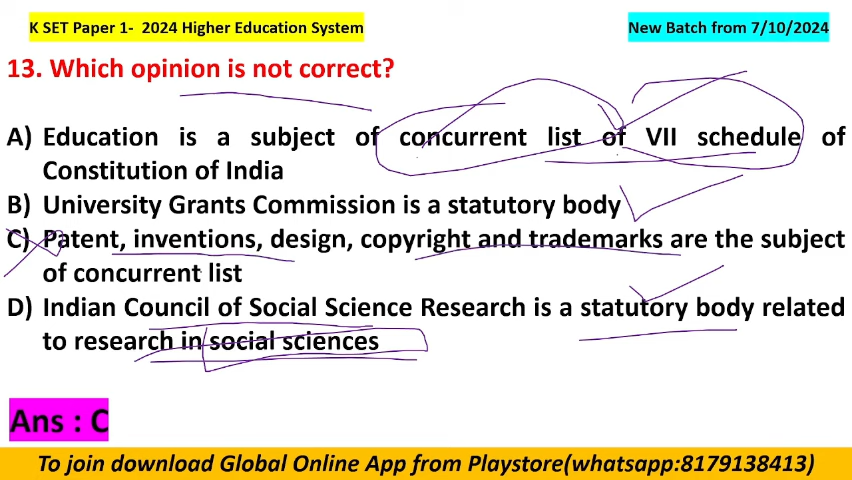 K SET Paper 1-  2024 Higher Education System
New Batch from 7/10/2024
13. Which opinion is not correct?
A) Education is a subject of concurrent list of VII schedule of
Constitution of India
B) University Grants Commission is a statutory body
C) Patent, inventions, design, copyright and trademarks are the subject
of concurrent list
D) Indian Council of Social Science Research is a statutory body related
to research in social sciences
Ans : C
To join download Global Online App from Playstore(whatsapp:8179138413)